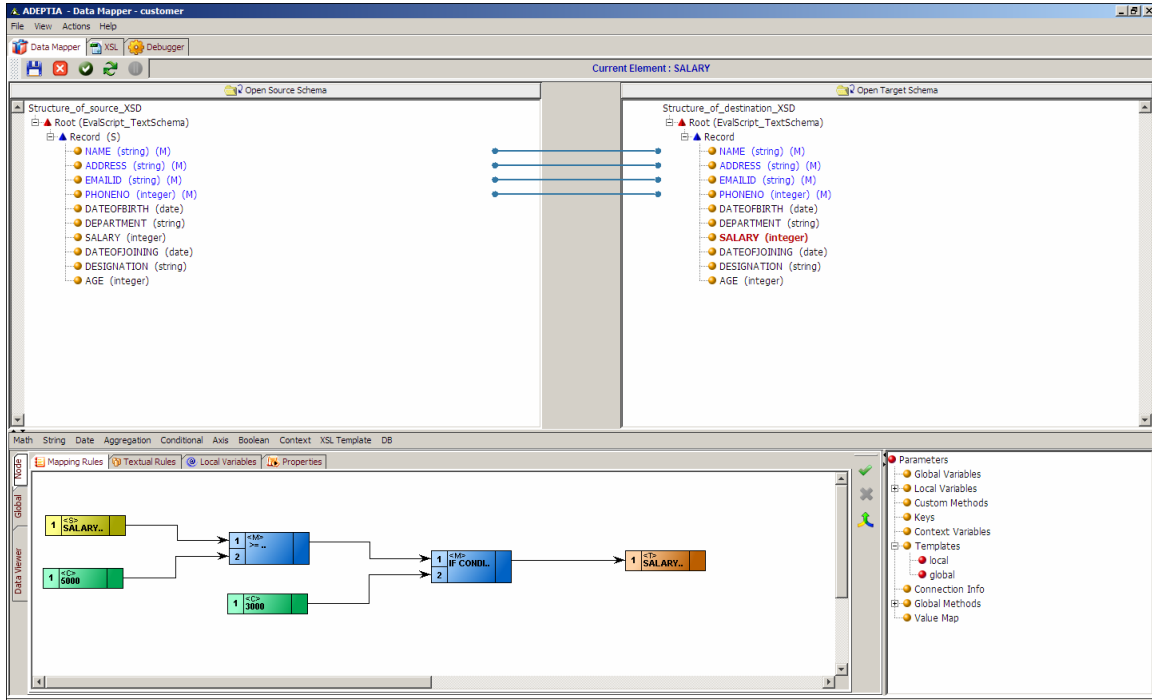 ADEPTIA - Data Mapper - customer
File View Actions Help
Data Mapper XSL Debugger
Current Element : SALARY
Open Source Schema
Structure_of_source_XSD
Root (EvalScript_TextSchema)
Record (S)
NAME (string) (M)
ADDRESS (string) (M)
EMAILID (string) (M)
PHONENO (integer) (M)
DATEOFBIRTH (date)
DEPARTMENT (string)
SALARY (integer)
DATEOFJOINING (date)
DESIGNATION (string)
AGE (integer)
Open Target Schema
Structure_of_destination_XSD
Root (EvalScript_TextSchema)
Record
NAME (string) (M)
ADDRESS (string) (M)
EMAILID (string) (M)
PHONENO (integer) (M)
DATEOFBIRTH (date)
DEPARTMENT (string)
SALARY (integer)
DATEOFJOINING (date)
DESIGNATION (string)
AGE (integer)
Math String Date Aggregation Conditional Axis Boolean Context XSL Template DB
Node
Global
Data Viewer
Mapping Rules Textual Rules Local Variables Properties
1 <S>
SALARY..
1 <C>
5000
1 <M>
>= ..
2
1 <C>
3000
1 <M>
IF CONDI..
2
1 <T>
SALARY..
Parameters
Global Variables
Local Variables
Custom Methods
Keys
Context Variables
Templates
local
global
Connection Info
Global Methods
Value Map